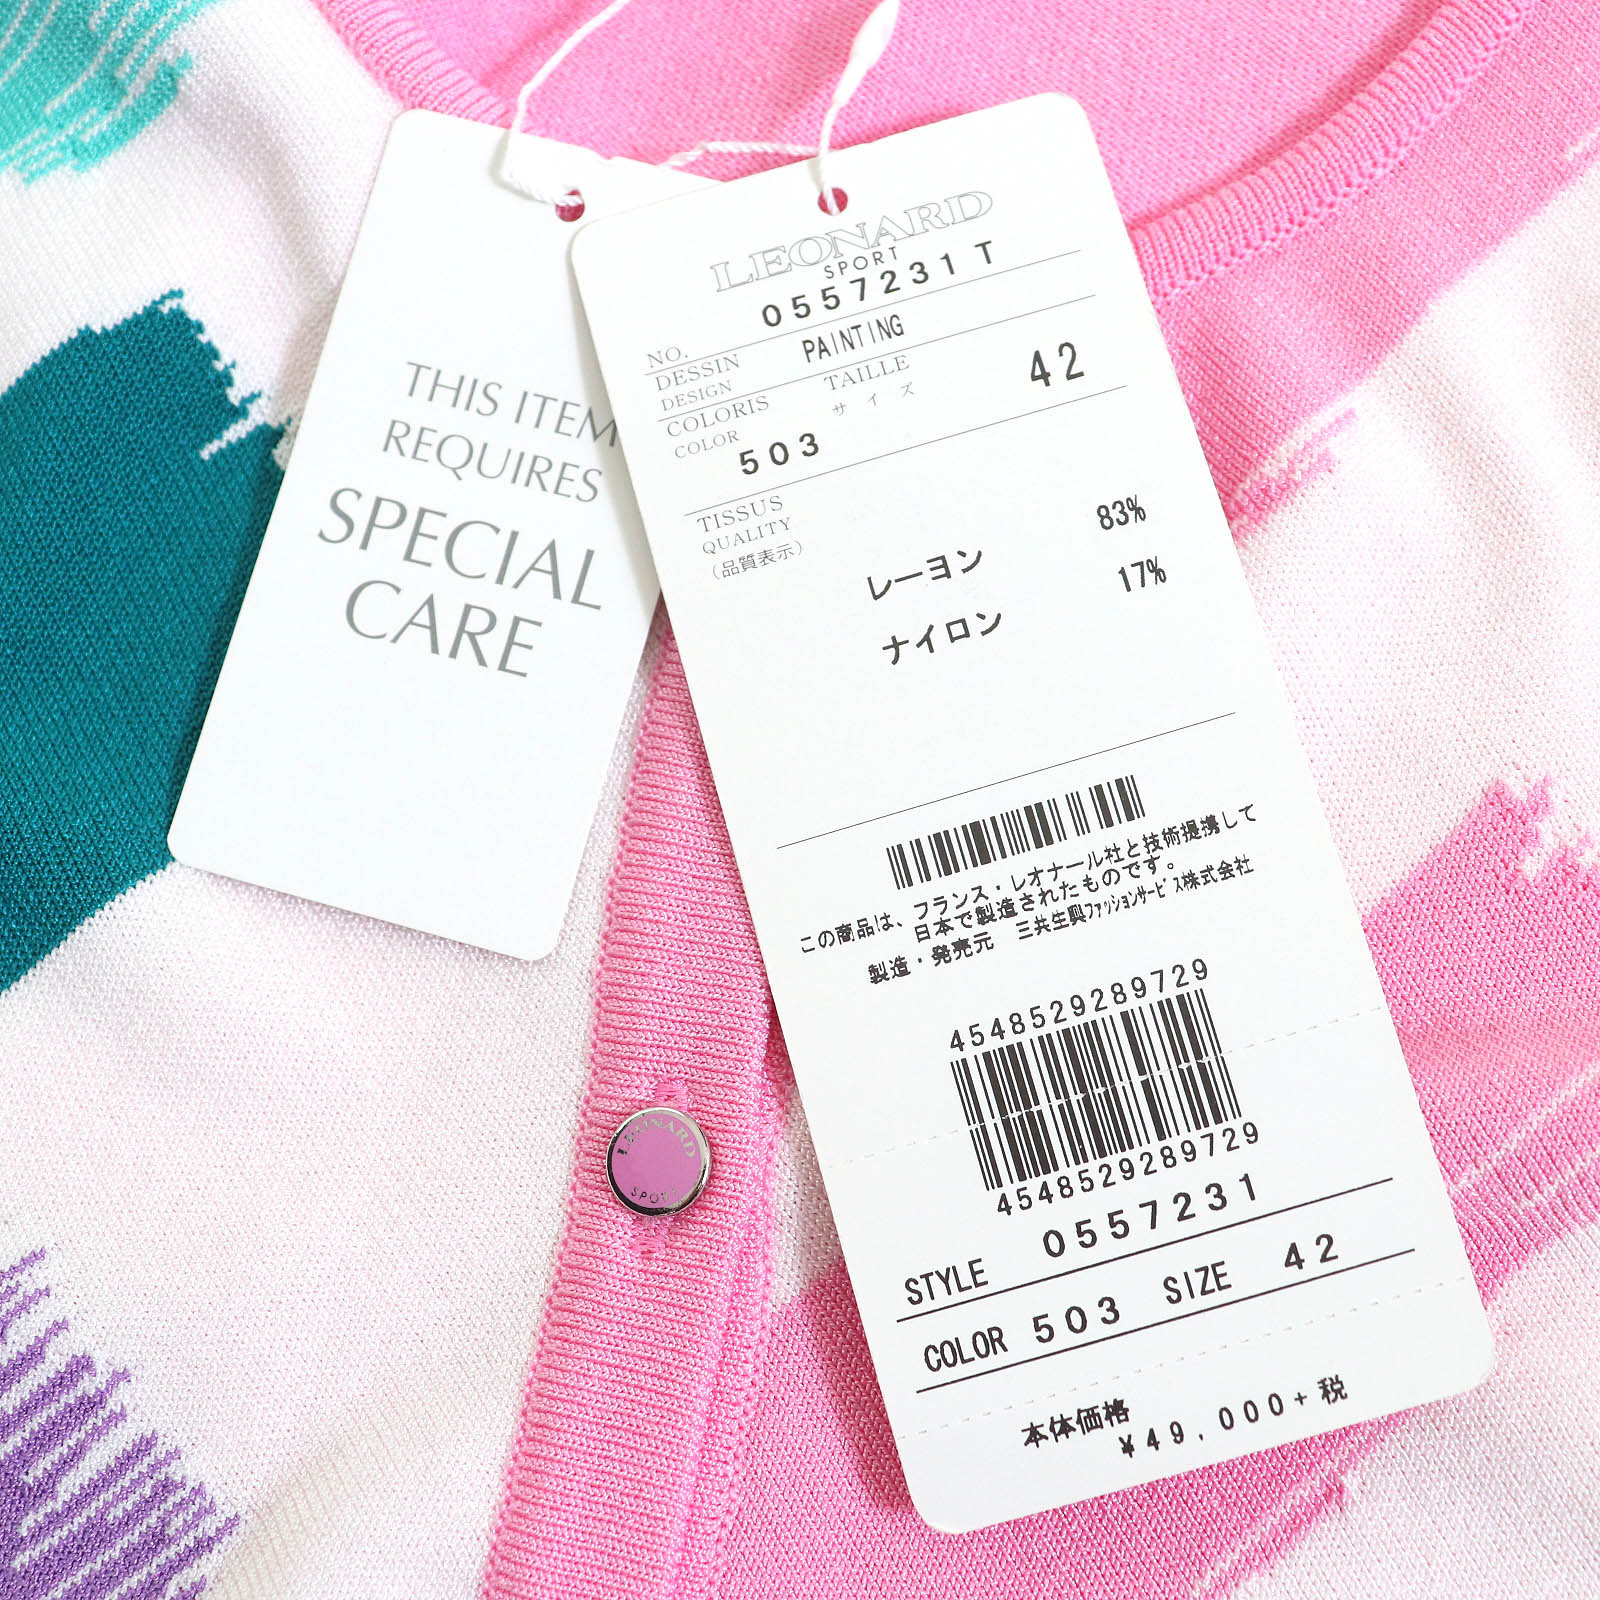 THIS ITEM
REQUIRES
SPECIAL
CARE
LEONARD
SPORT
NO. 0557231 T
DESSIN PAINTING
DESIGN
COLORIS TAILLE 42
COLOR 503 サイズ
TISSUS
QUALITY
(品質表示)
レーヨン 83%
ナイロン 17%
この商品は、フランス・レオナール社と技術提携して
日本で製造されたものです。
製造・発売元 三共生興ファッションサービス株式会社
4548529289729
4548529289729
STYLE 0557231
COLOR 503 SIZE 42
本体価格
¥49,000+税
LEONARD
SPORT